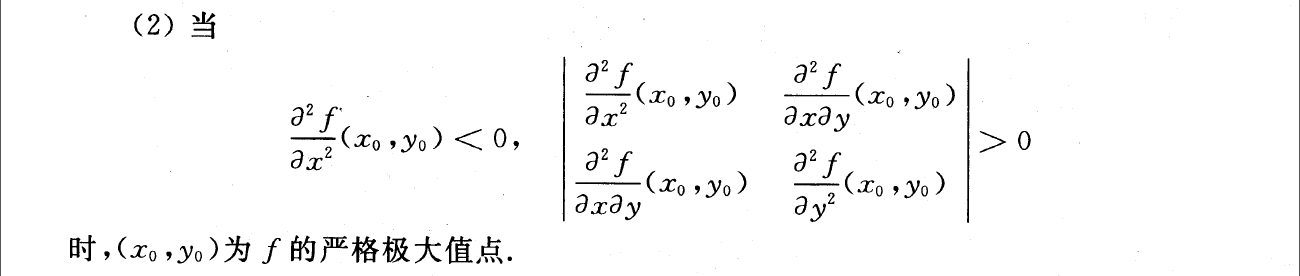 (2) 当
$$\frac{\partial^2 f}{\partial x^2}(x_0,y_0)<0,\quad \begin{vmatrix} \frac{\partial^2 f}{\partial x^2}(x_0,y_0) & \frac{\partial^2 f}{\partial x\partial y}(x_0,y_0) \\ \frac{\partial^2 f}{\partial x\partial y}(x_0,y_0) & \frac{\partial^2 f}{\partial y^2}(x_0,y_0) \end{vmatrix}>0$$
时,$(x_0,y_0)$为 $f$ 的严格极大值点.